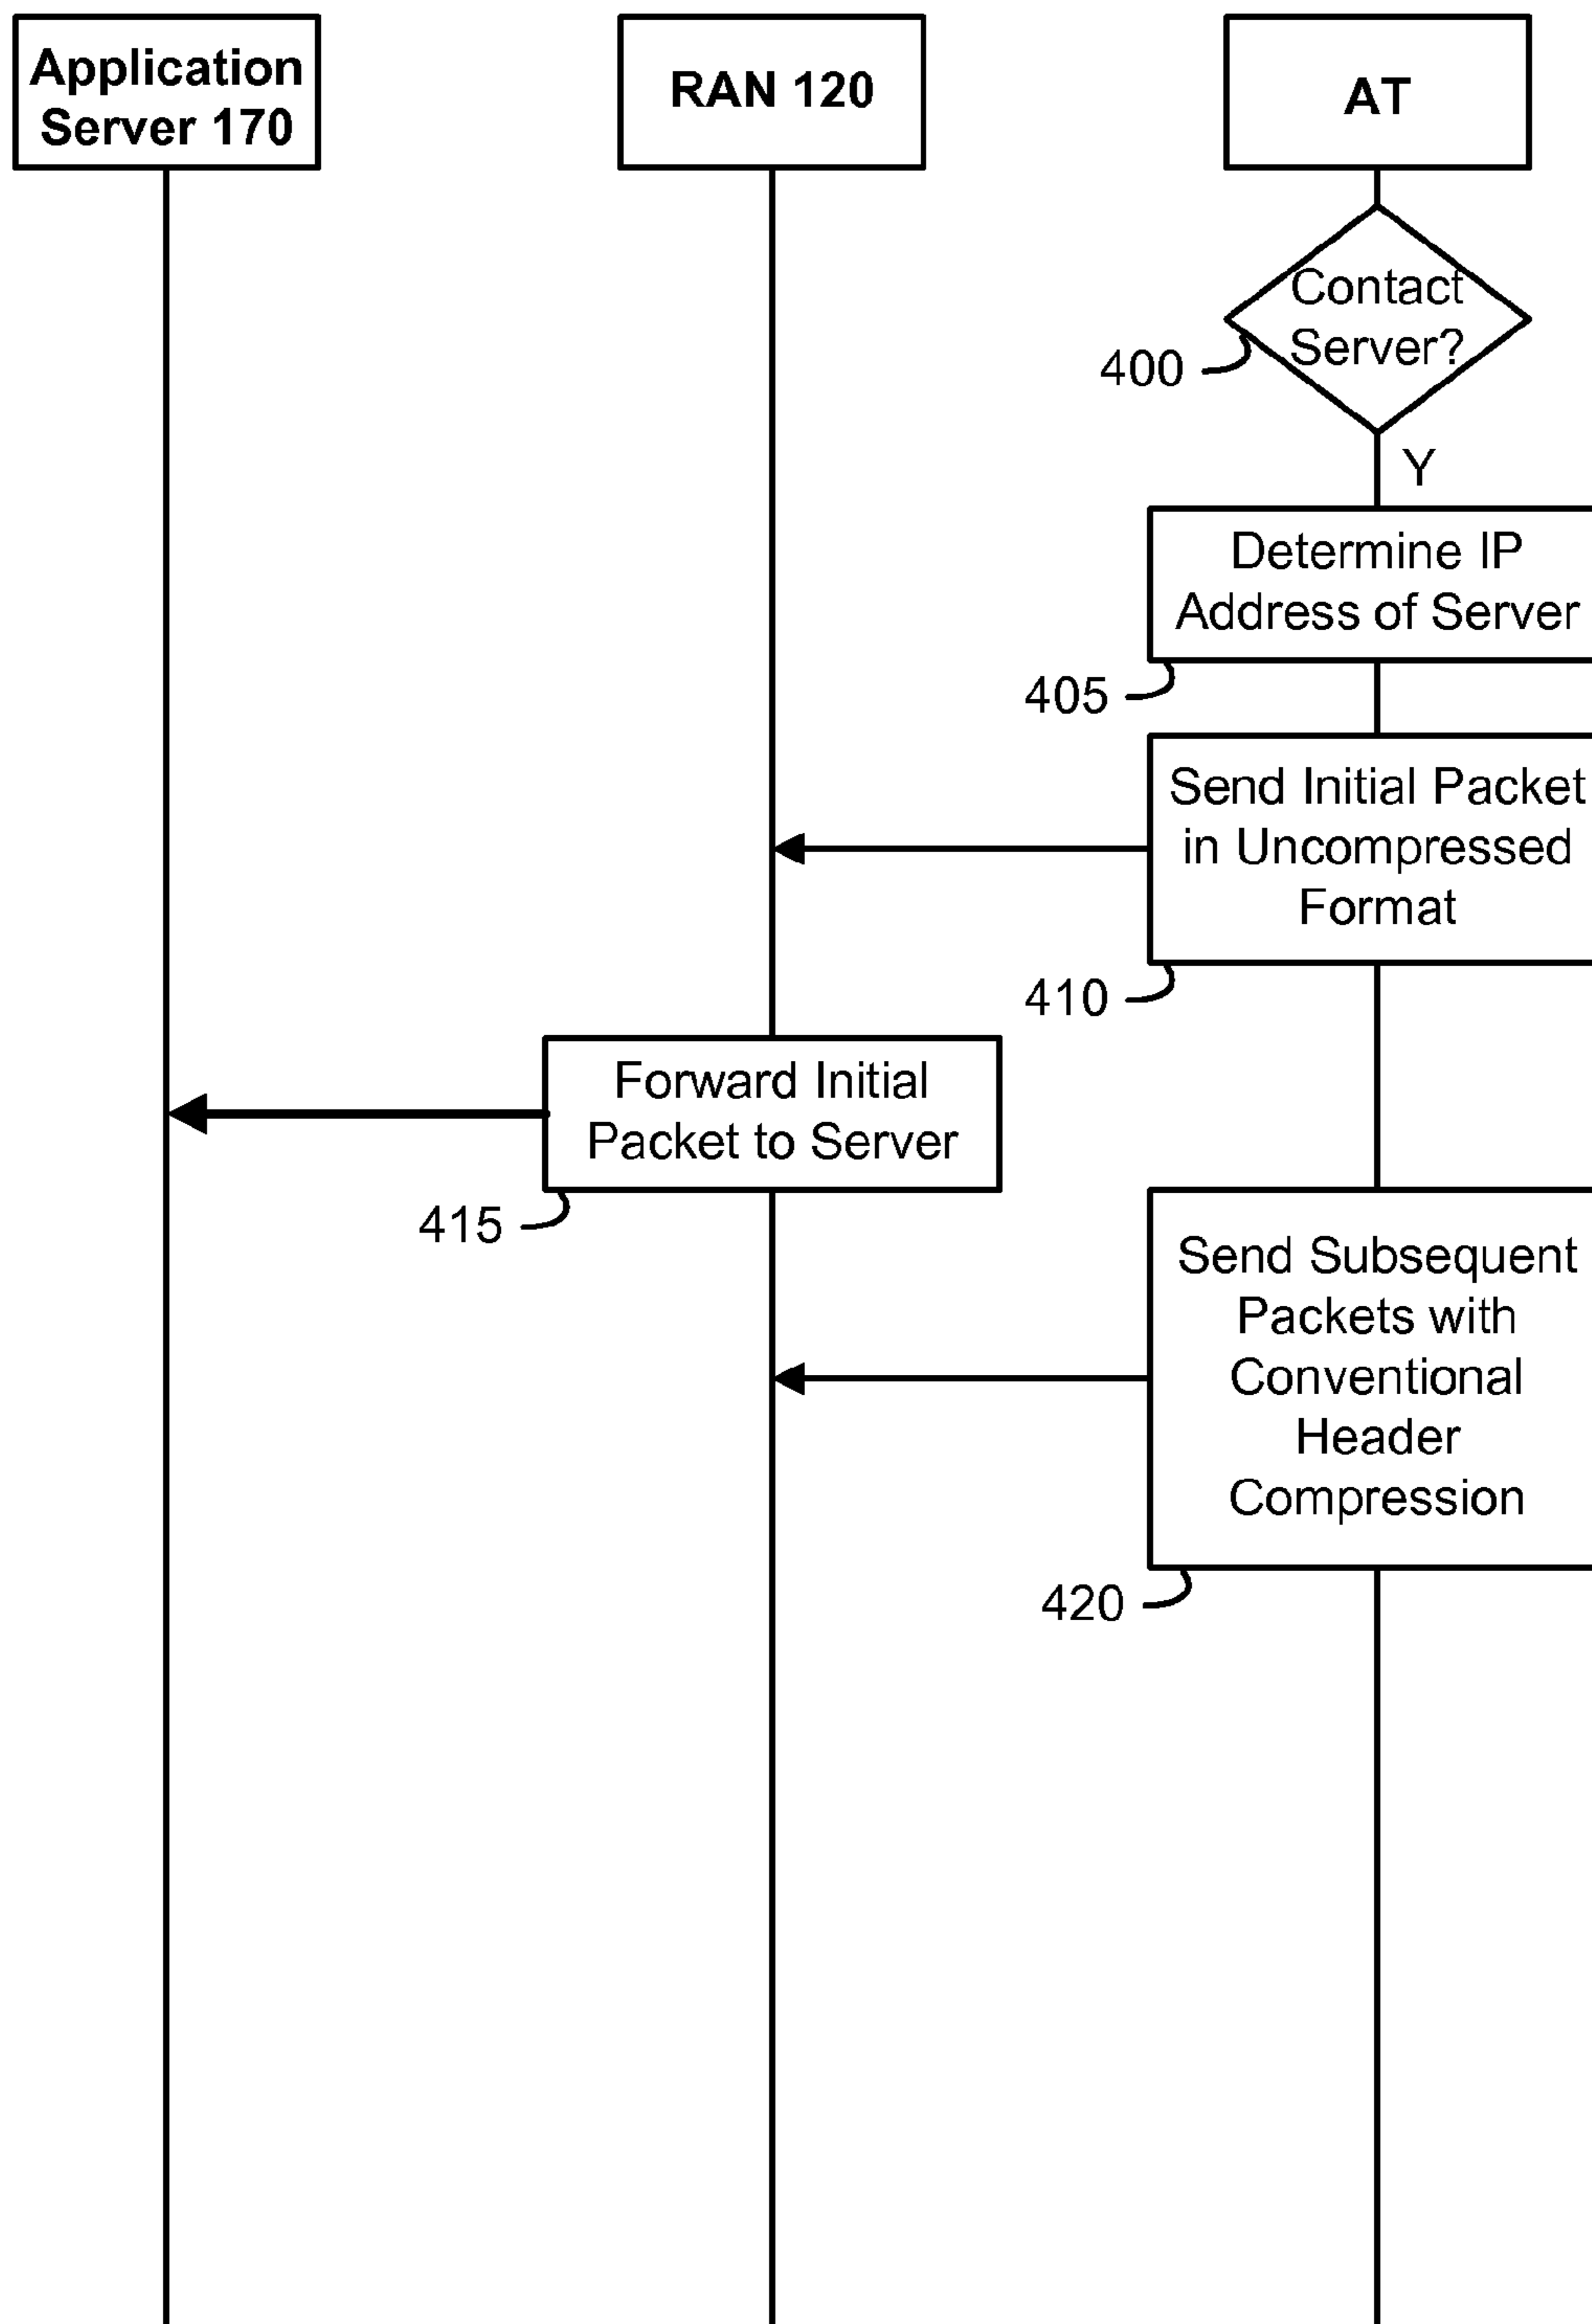 Application
Server 170
RAN 120
AT
Contact
Server?
400
Y
Determine IP
Address of Server
405
Send Initial Packet
in Uncompressed
Format
410
Forward Initial
Packet to Server
415
Send Subsequent
Packets with
Conventional
Header
Compression
420